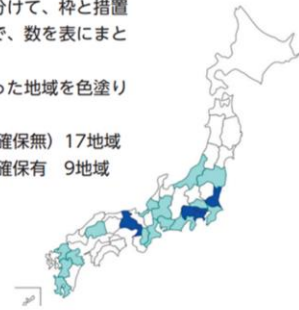 分けて、枠と措置
で、数を表にまと
った地域を色塗り
確保無）17地域
確保有　9地域